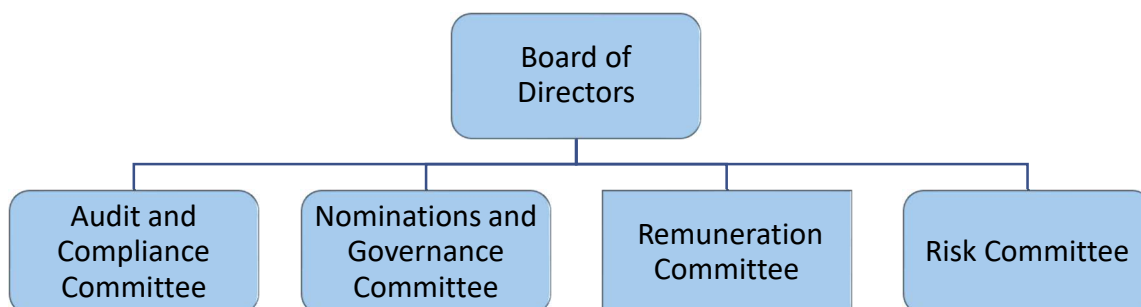 Board of
Directors
Audit and
Compliance
Committee
Nominations and
Governance
Committee
Remuneration
Committee
Risk Committee